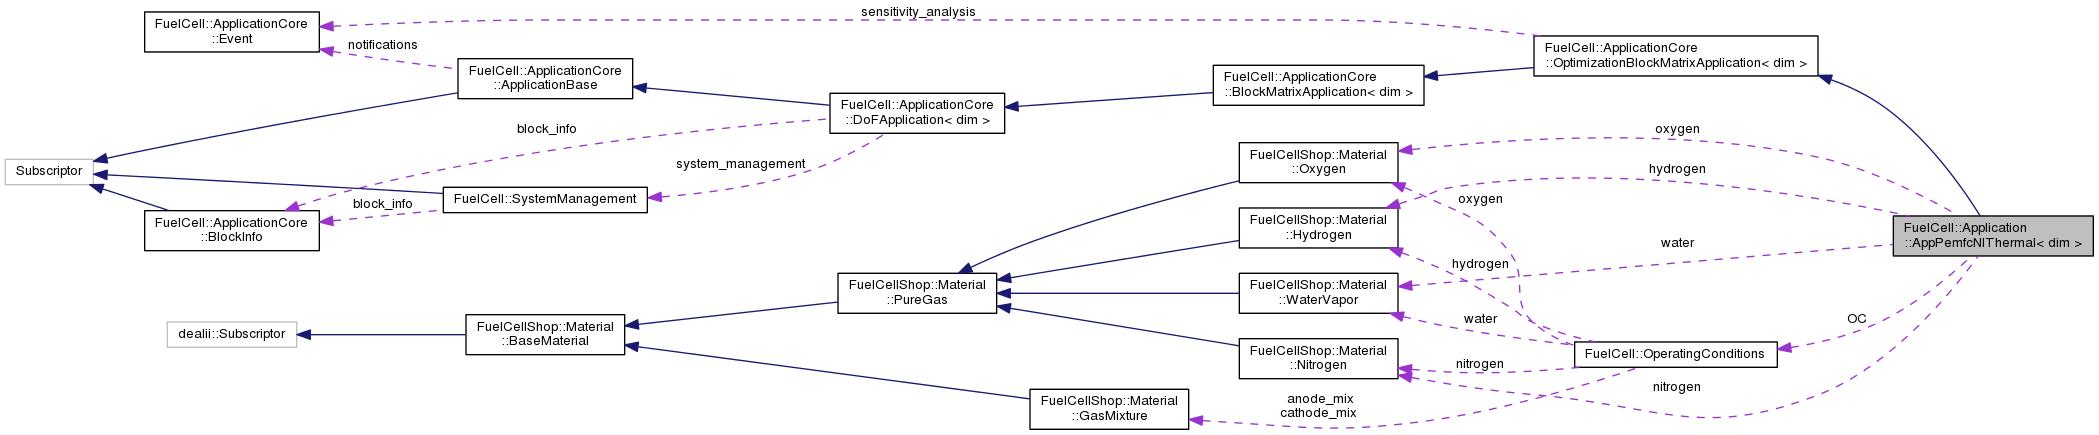 sensitivity_analysis
FuelCell::ApplicationCore
::Event
notifications
FuelCell::ApplicationCore
::OptimizationBlockMatrixApplication< dim >
FuelCell::ApplicationCore
::ApplicationBase
FuelCell::ApplicationCore
::BlockMatrixApplication< dim >
FuelCell::ApplicationCore
::DoFApplication< dim >
block_info
oxygen
Subscriptor
system_management
FuelCellShop::Material
::Oxygen
hydrogen
FuelCell::SystemManagement
block_info
oxygen
FuelCell::ApplicationCore
::BlockInfo
FuelCellShop::Material
::Hydrogen
FuelCell::Application
::AppPemfcNIThermal< dim >
water
hydrogen
FuelCellShop::Material
::PureGas
FuelCellShop::Material
::WaterVapor
dealii::Subscriptor
FuelCellShop::Material
::BaseMaterial
water
OC
FuelCellShop::Material
::Nitrogen
FuelCell::OperatingConditions
nitrogen
nitrogen
FuelCellShop::Material
::GasMixture
anode_mix
cathode_mix